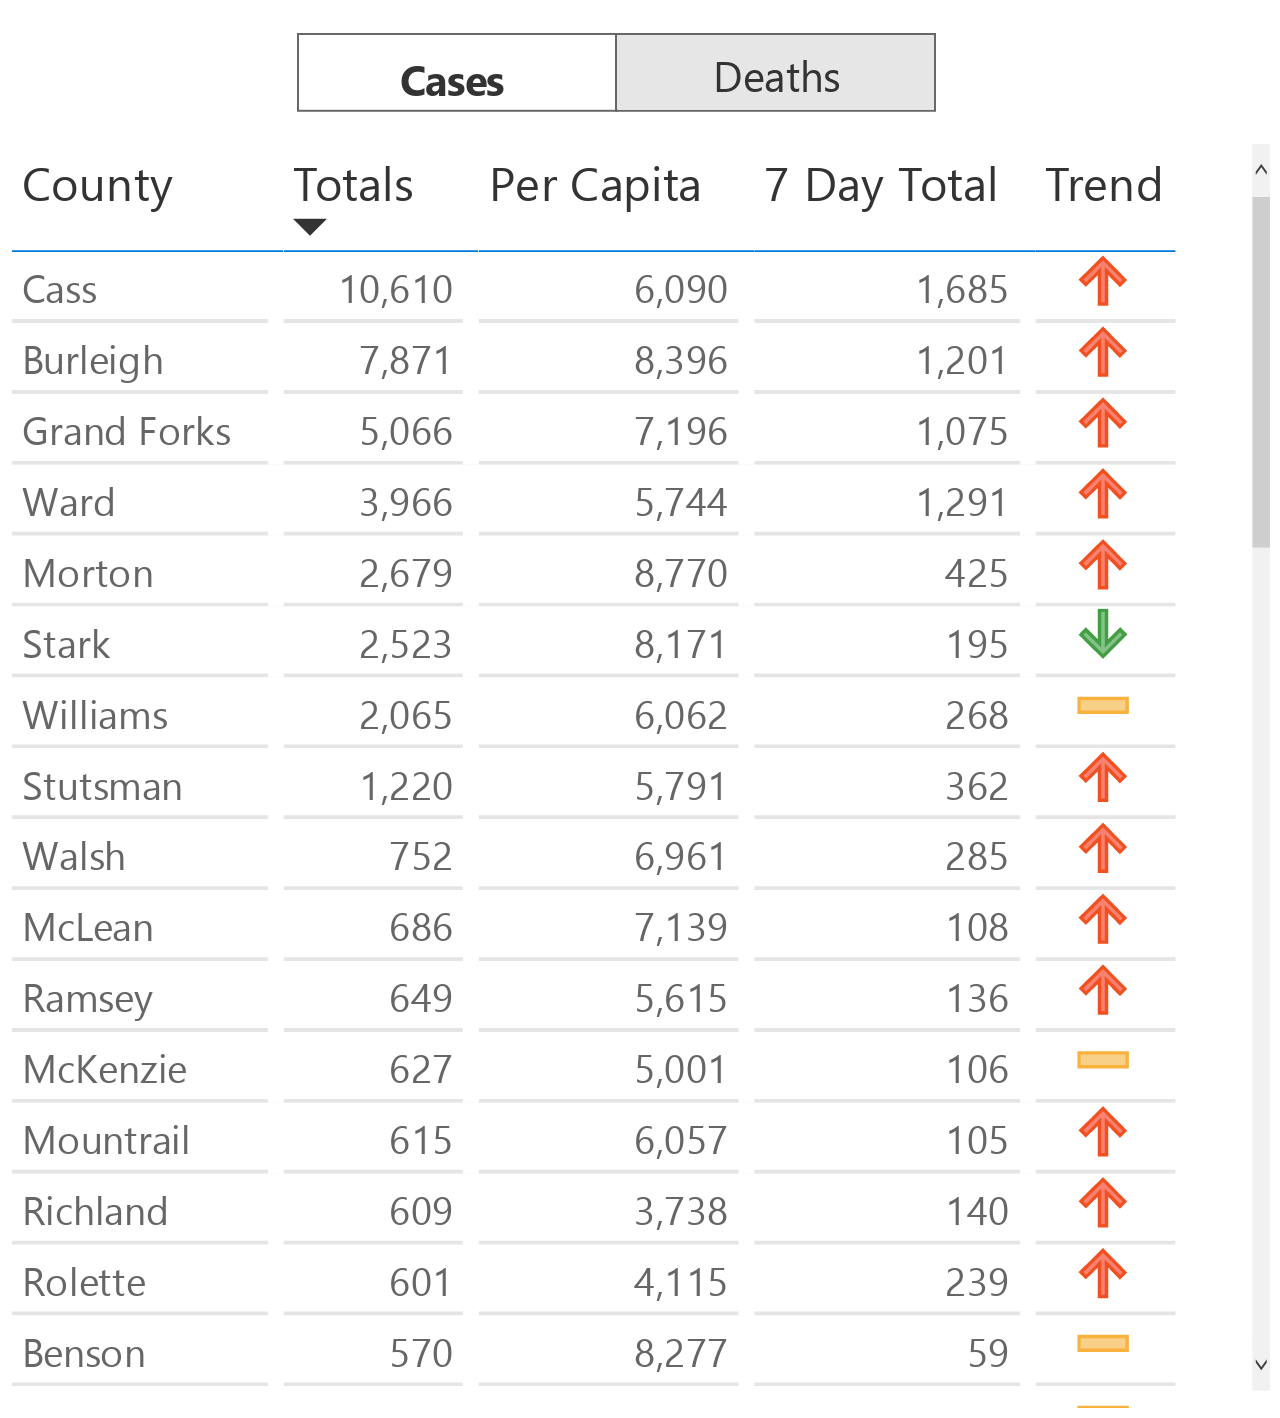 Cases Deaths
County Totals Per Capita 7 Day Total Trend
Cass 10,610 6,090 1,685
Burleigh 7,871 8,396 1,201
Grand Forks 5,066 7,196 1,075
Ward 3,966 5,744 1,291
Morton 2,679 8,770 425
Stark 2,523 8,171 195
Williams 2,065 6,062 268
Stutsman 1,220 5,791 362
Walsh 752 6,961 285
McLean 686 7,139 108
Ramsey 649 5,615 136
McKenzie 627 5,001 106
Mountrail 615 6,057 105
Richland 609 3,738 140
Rolette 601 4,115 239
Benson 570 8,277 59